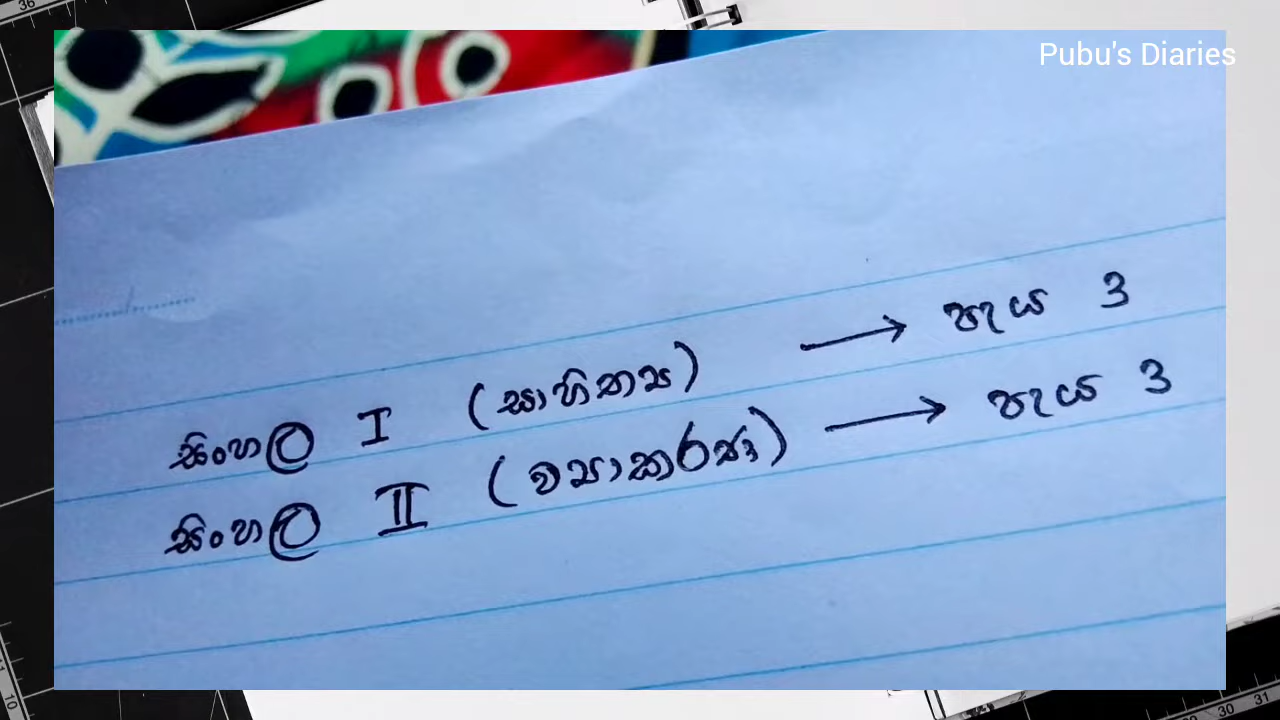 Pubu's Diaries
සිංහල I (සාහිත්‍ය) → පැය 3
සිංහල II (ව්‍යාකරණ) → පැය 3